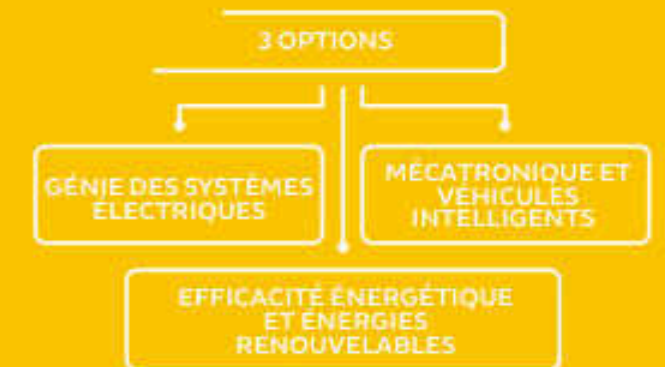 3 OPTIONS
GÉNIE DES SYSTÈMES
ÉLECTRIQUES
MÉCATRONIQUE ET
VÉHICULES
INTELLIGENTS
EFFICACITÉ ÉNERGÉTIQUE
ET ÉNERGIES
RENOUVELABLES